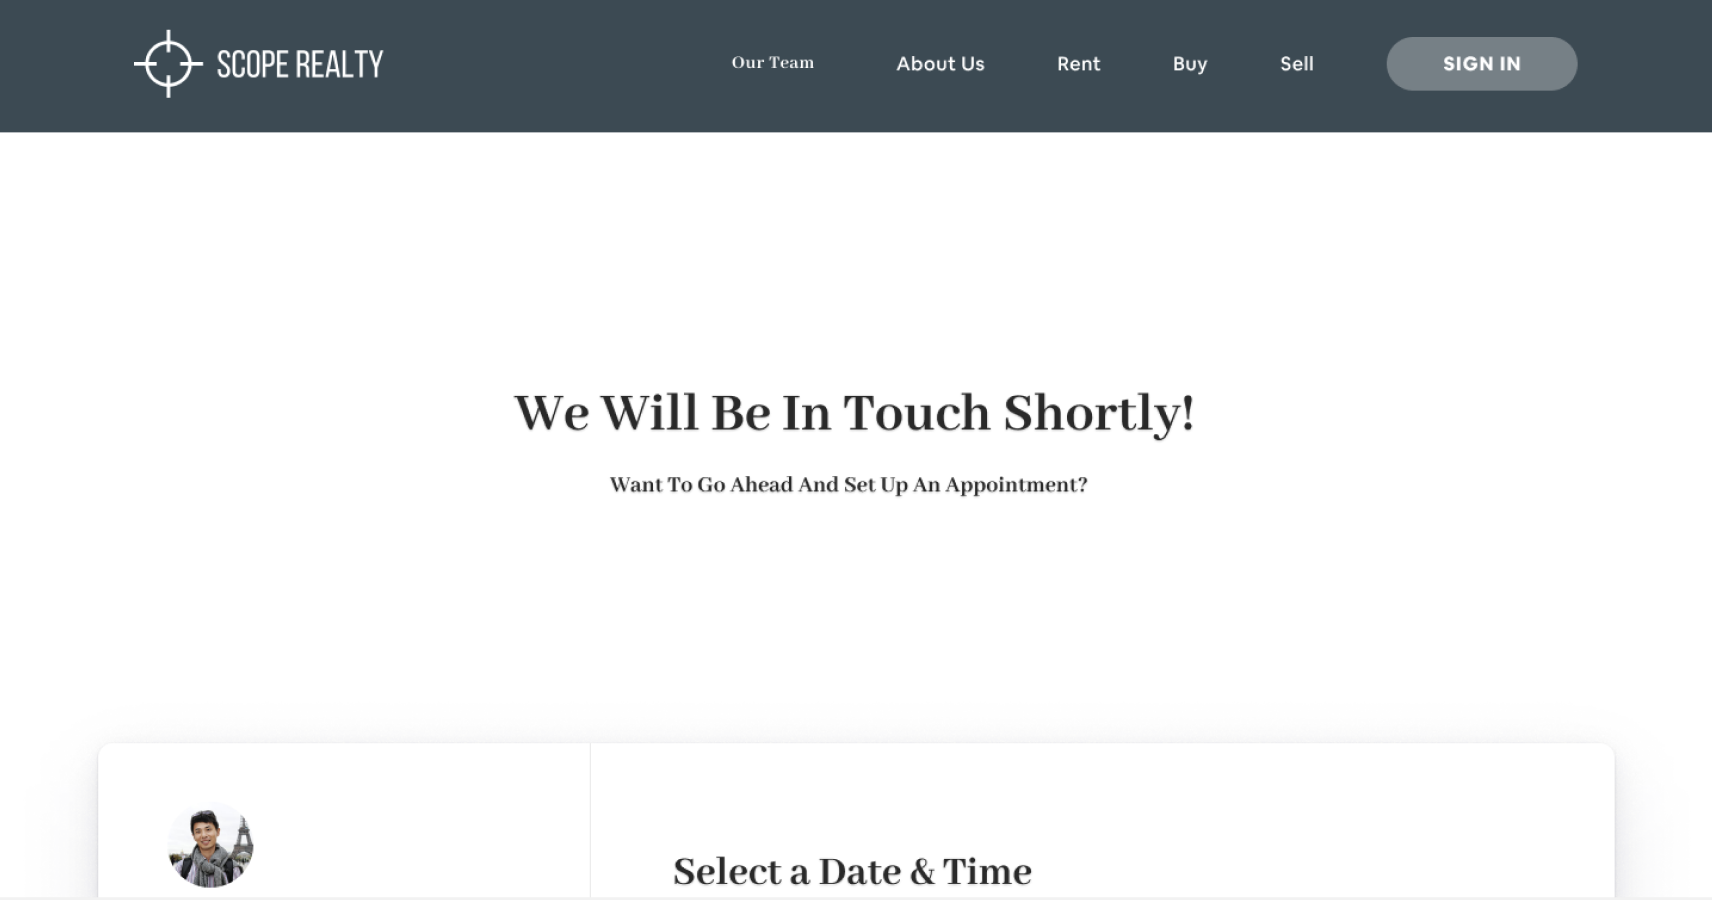 SCOPE REALTY
Our Team
About Us
Rent
Buy
Sell
SIGN IN
We Will Be In Touch Shortly!
Want To Go Ahead And Set Up An Appointment?
Select a Date & Time